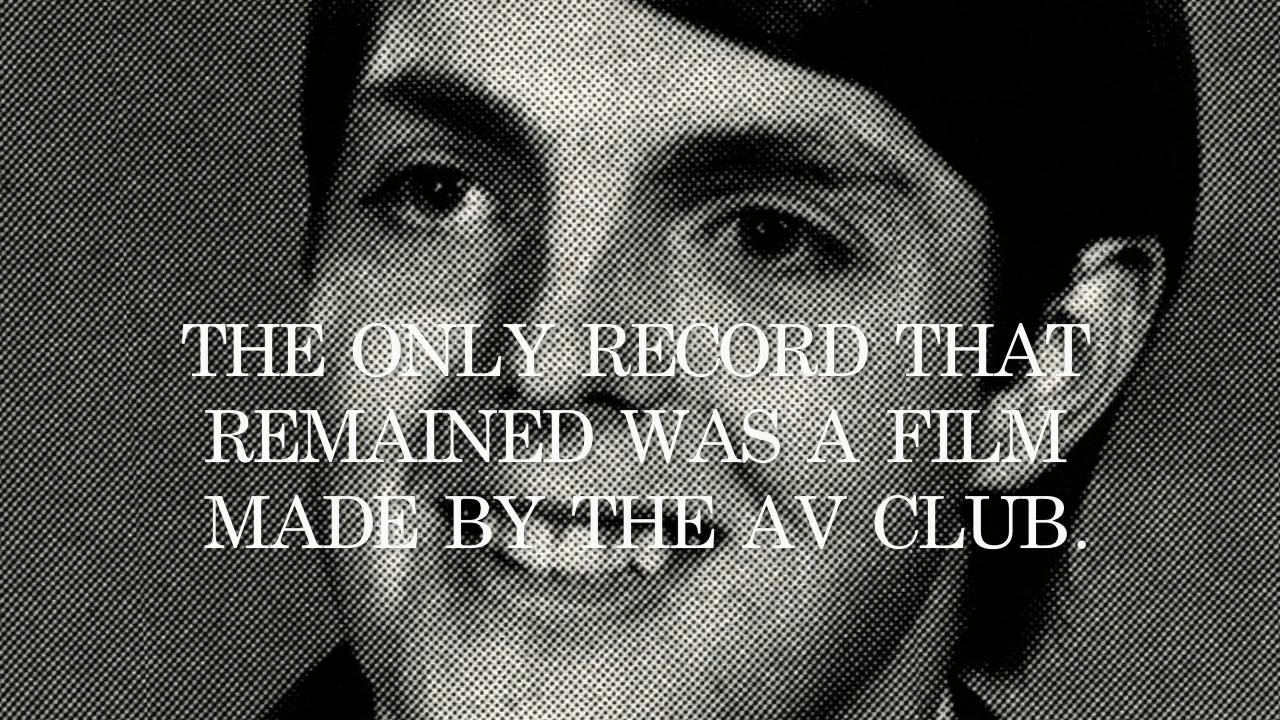 THE ONLY RECORD THAT
REMAINED WAS A FILM
MADE BY THE AV CLUB.